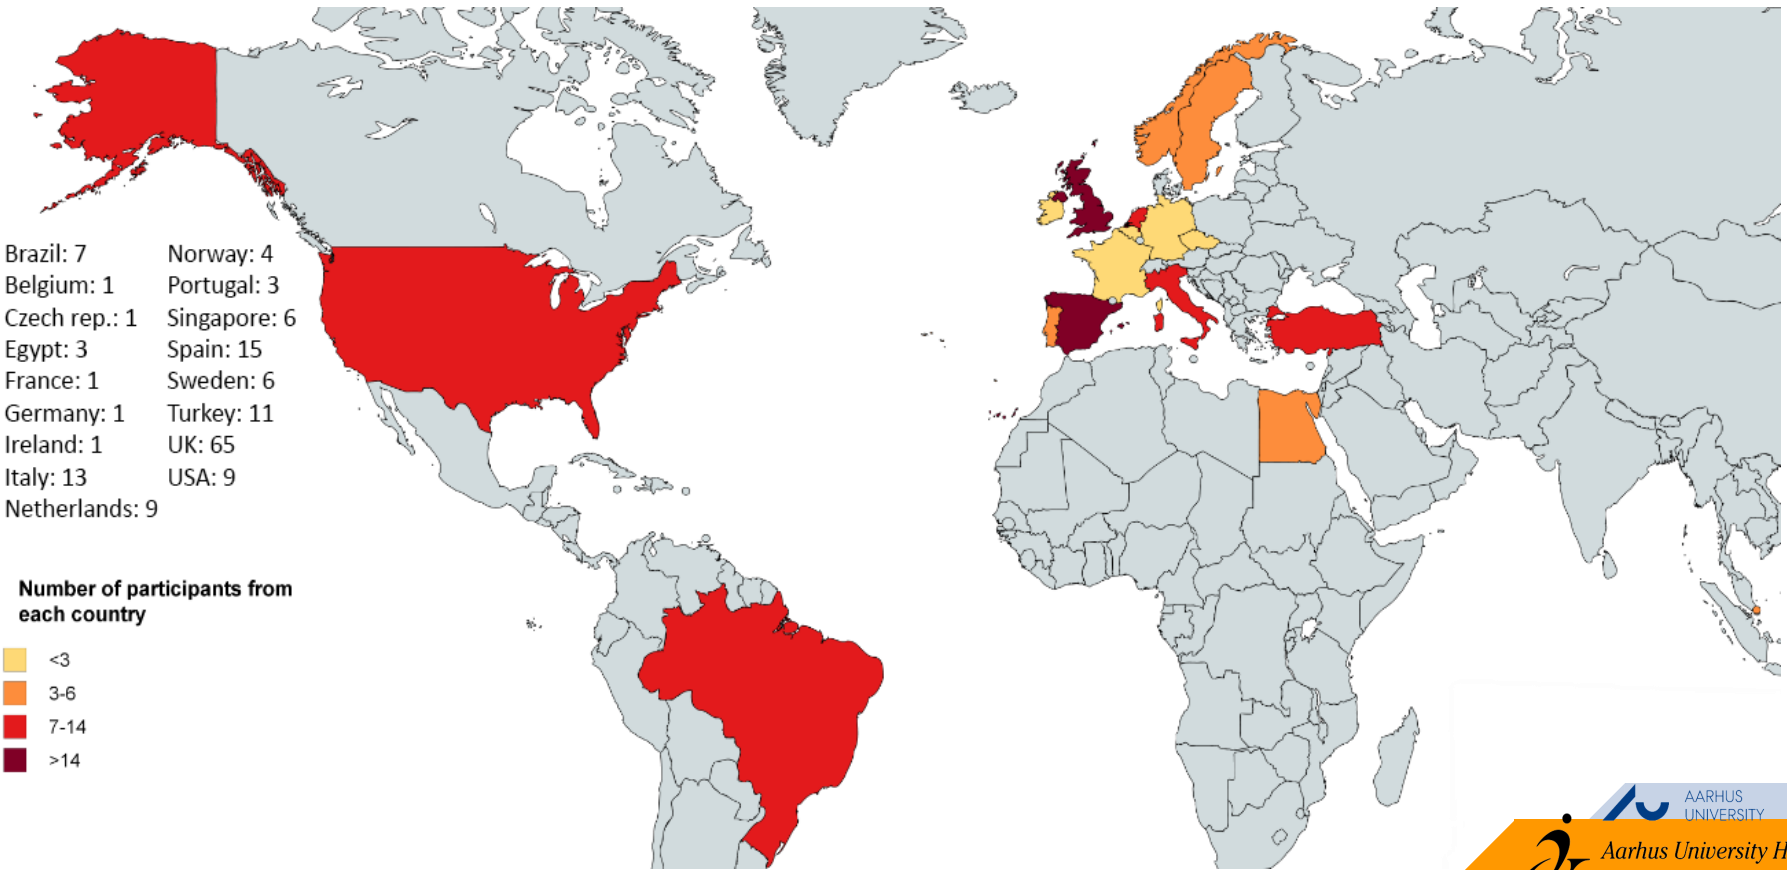 Brazil: 7
Belgium: 1
Czech rep.: 1
Egypt: 3
France: 1
Germany: 1
Ireland: 1
Italy: 13
Netherlands: 9
Norway: 4
Portugal: 3
Singapore: 6
Spain: 15
Sweden: 6
Turkey: 11
UK: 65
USA: 9
Number of participants from
each country
<3
3-6
7-14
>14
AARHUS
UNIVERSITY
Aarhus University H